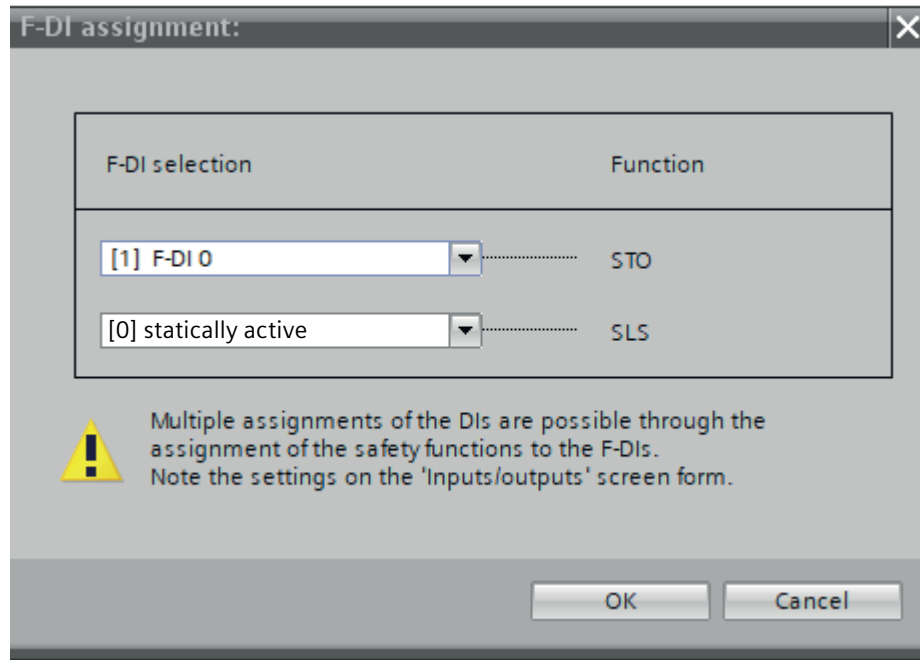 F-DI assignment:
F-DI selection Function
[1] F-DI 0 STO
[0] statically active SLS
Multiple assignments of the DIs are possible through the
assignment of the safety functions to the F-DIs.
Note the settings on the 'Inputs/outputs' screen form.
OK Cancel